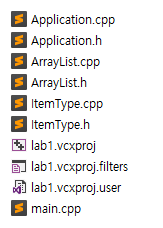 Application.cpp
Application.h
ArrayList.cpp
ArrayList.h
ItemType.cpp
ItemType.h
lab1.vcxproj
lab1.vcxproj.filters
lab1.vcxproj.user
main.cpp